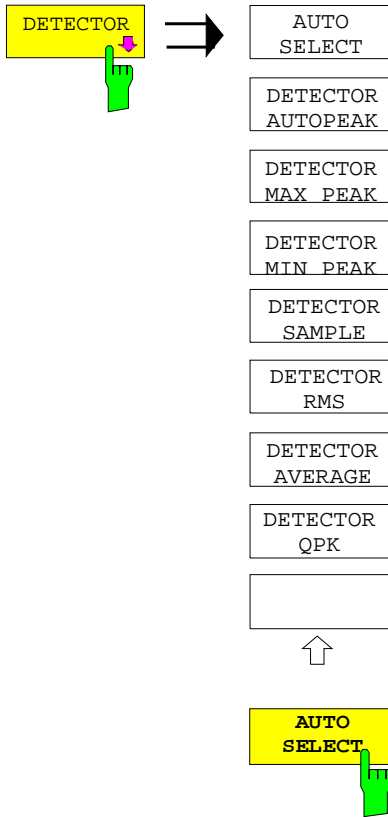 DETECTOR
AUTO
SELECT
DETECTOR
AUTOPEAK
DETECTOR
MAX PEAK
DETECTOR
MIN PEAK
DETECTOR
SAMPLE
DETECTOR
RMS
DETECTOR
AVERAGE
DETECTOR
QPK
AUTO
SELECT